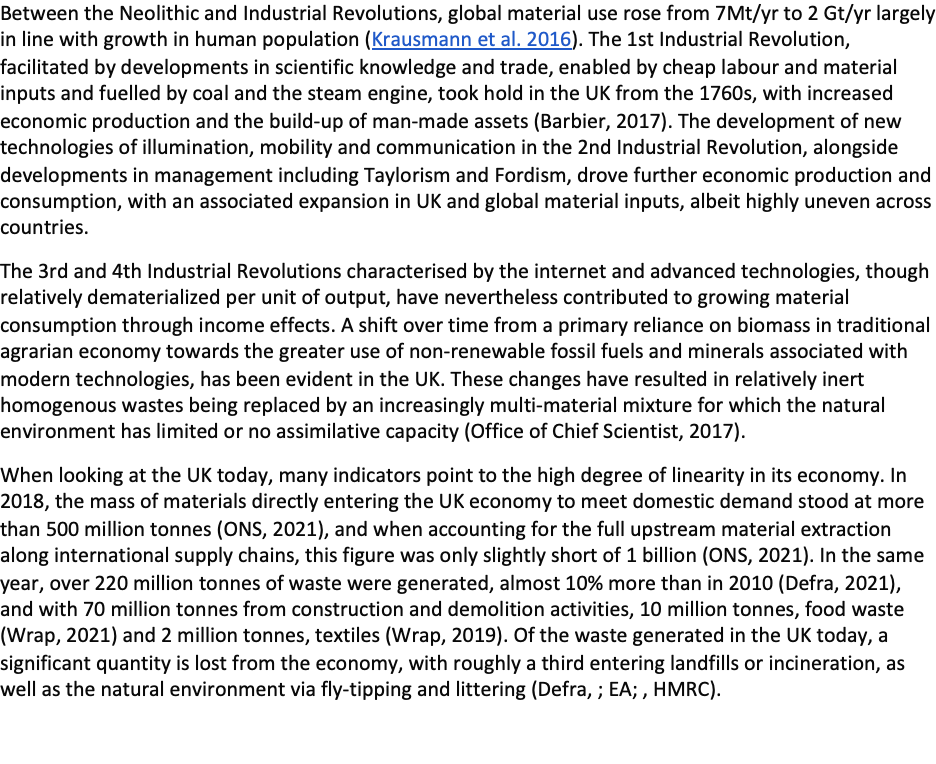 Between the Neolithic and Industrial Revolutions, global material use rose from 7Mt/yr to 2 Gt/yr largely
in line with growth in human population (Krausmann et al. 2016). The 1st Industrial Revolution,
facilitated by developments in scientific knowledge and trade, enabled by cheap labour and material
inputs and fuelled by coal and the steam engine, took hold in the UK from the 1760s, with increased
economic production and the build-up of man-made assets (Barbier, 2017). The development of new
technologies of illumination, mobility and communication in the 2nd Industrial Revolution, alongside
developments in management including Taylorism and Fordism, drove further economic production and
consumption, with an associated expansion in UK and global material inputs, albeit highly uneven across
countries.
The 3rd and 4th Industrial Revolutions characterised by the internet and advanced technologies, though
relatively dematerialized per unit of output, have nevertheless contributed to growing material
consumption through income effects. A shift over time from a primary reliance on biomass in traditional
agrarian economy towards the greater use of non-renewable fossil fuels and minerals associated with
modern technologies, has been evident in the UK. These changes have resulted in relatively inert
homogenous wastes being replaced by an increasingly multi-material mixture for which the natural
environment has limited or no assimilative capacity (Office of Chief Scientist, 2017).
When looking at the UK today, many indicators point to the high degree of linearity in its economy. In
2018, the mass of materials directly entering the UK economy to meet domestic demand stood at more
than 500 million tonnes (ONS, 2021), and when accounting for the full upstream material extraction
along international supply chains, this figure was only slightly short of 1 billion (ONS, 2021). In the same
year, over 220 million tonnes of waste were generated, almost 10% more than in 2010 (Defra, 2021),
and with 70 million tonnes from construction and demolition activities, 10 million tonnes, food waste
(Wrap, 2021) and 2 million tonnes, textiles (Wrap, 2019). Of the waste generated in the UK today, a
significant quantity is lost from the economy, with roughly a third entering landfills or incineration, as
well as the natural environment via fly-tipping and littering (Defra, ; EA; , HMRC).